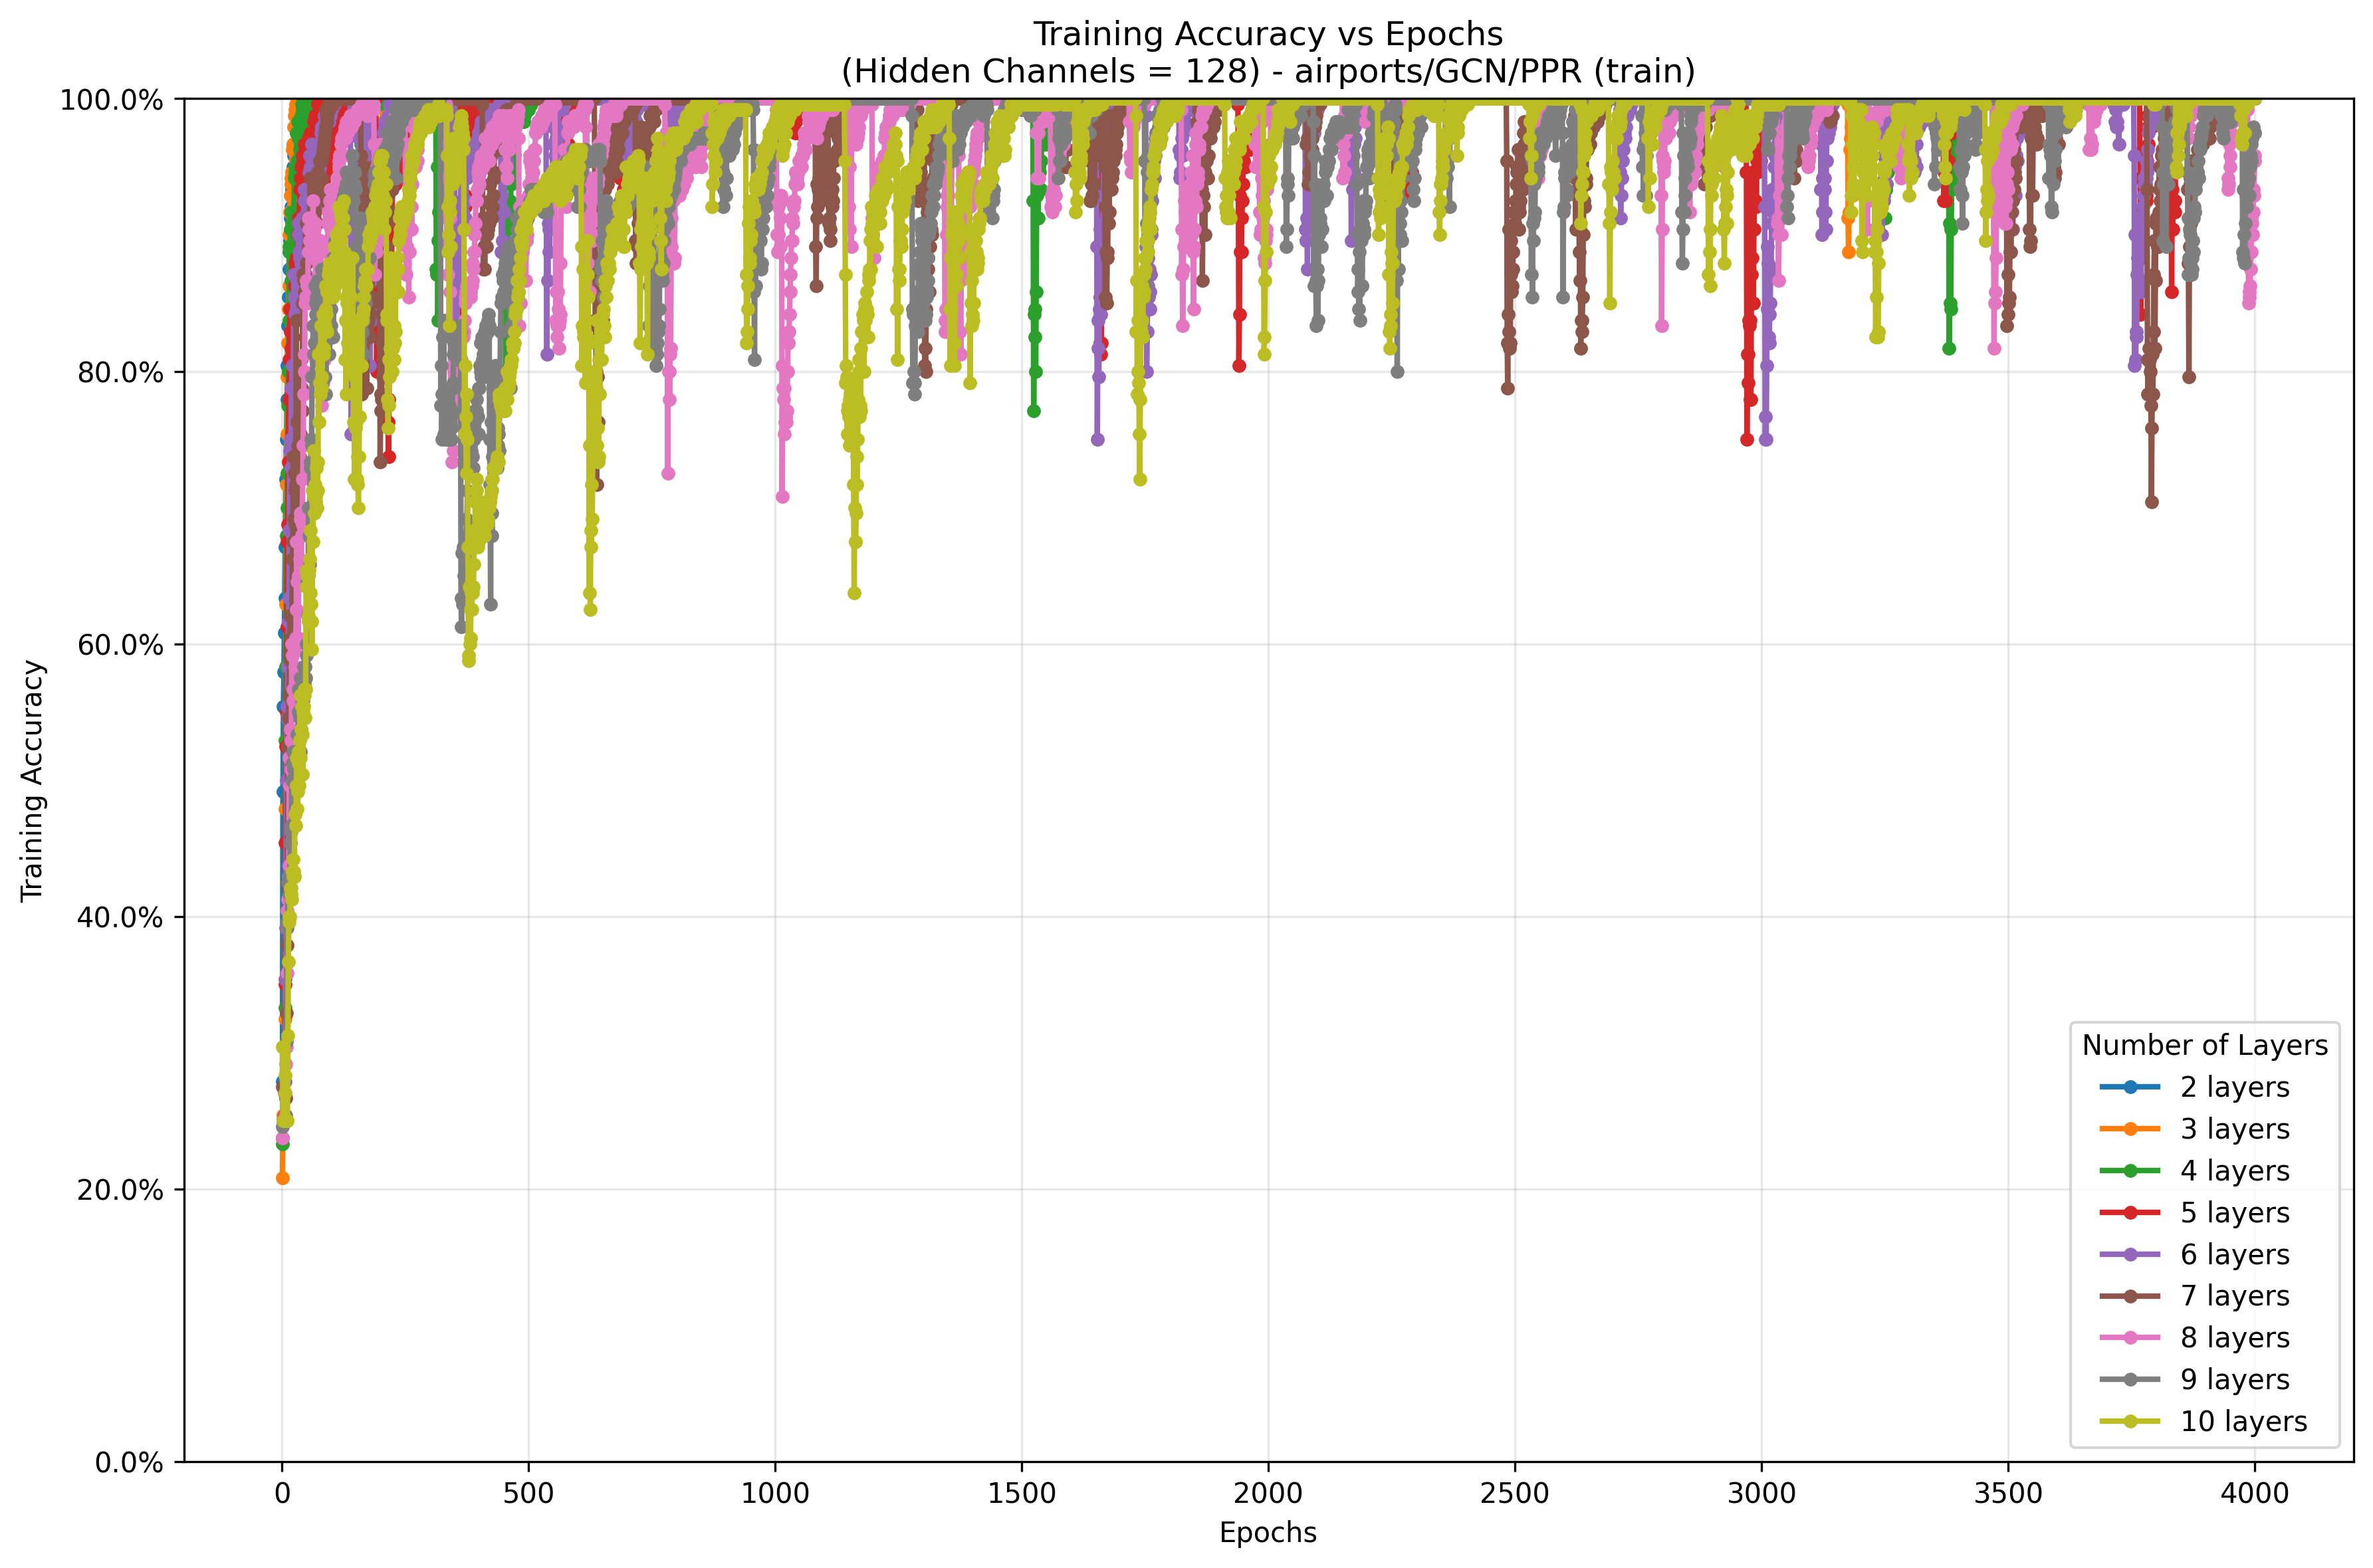 Training Accuracy vs Epochs
(Hidden Channels = 128) - airports/GCN/PPR (train)
100.0%
80.0%
60.0%
40.0%
20.0%
0.0%
Training Accuracy
0 500 1000 1500 2000 2500 3000 3500 4000
Epochs
Number of Layers
2 layers
3 layers
4 layers
5 layers
6 layers
7 layers
8 layers
9 layers
10 layers